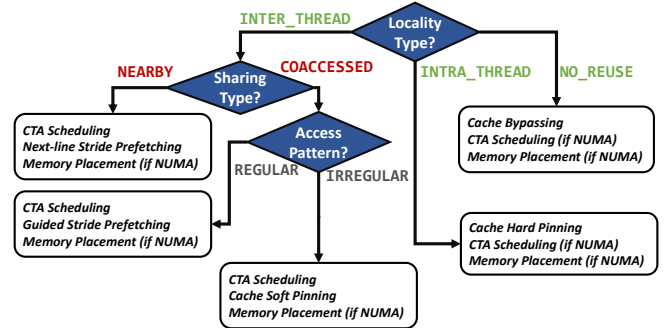 INTER_THREAD
Locality
Type?
NEARBY
COACCESSED
INTRA_THREAD
NO_REUSE
Sharing
Type?
CTA Scheduling
Next-line Stride Prefetching
Memory Placement (if NUMA)
Access
Pattern?
Cache Bypassing
CTA Scheduling (if NUMA)
Memory Placement (if NUMA)
REGULAR
IRREGULAR
CTA Scheduling
Guided Stride Prefetching
Memory Placement (if NUMA)
Cache Hard Pinning
CTA Scheduling (if NUMA)
Memory Placement (if NUMA)
CTA Scheduling
Cache Soft Pinning
Memory Placement (if NUMA)